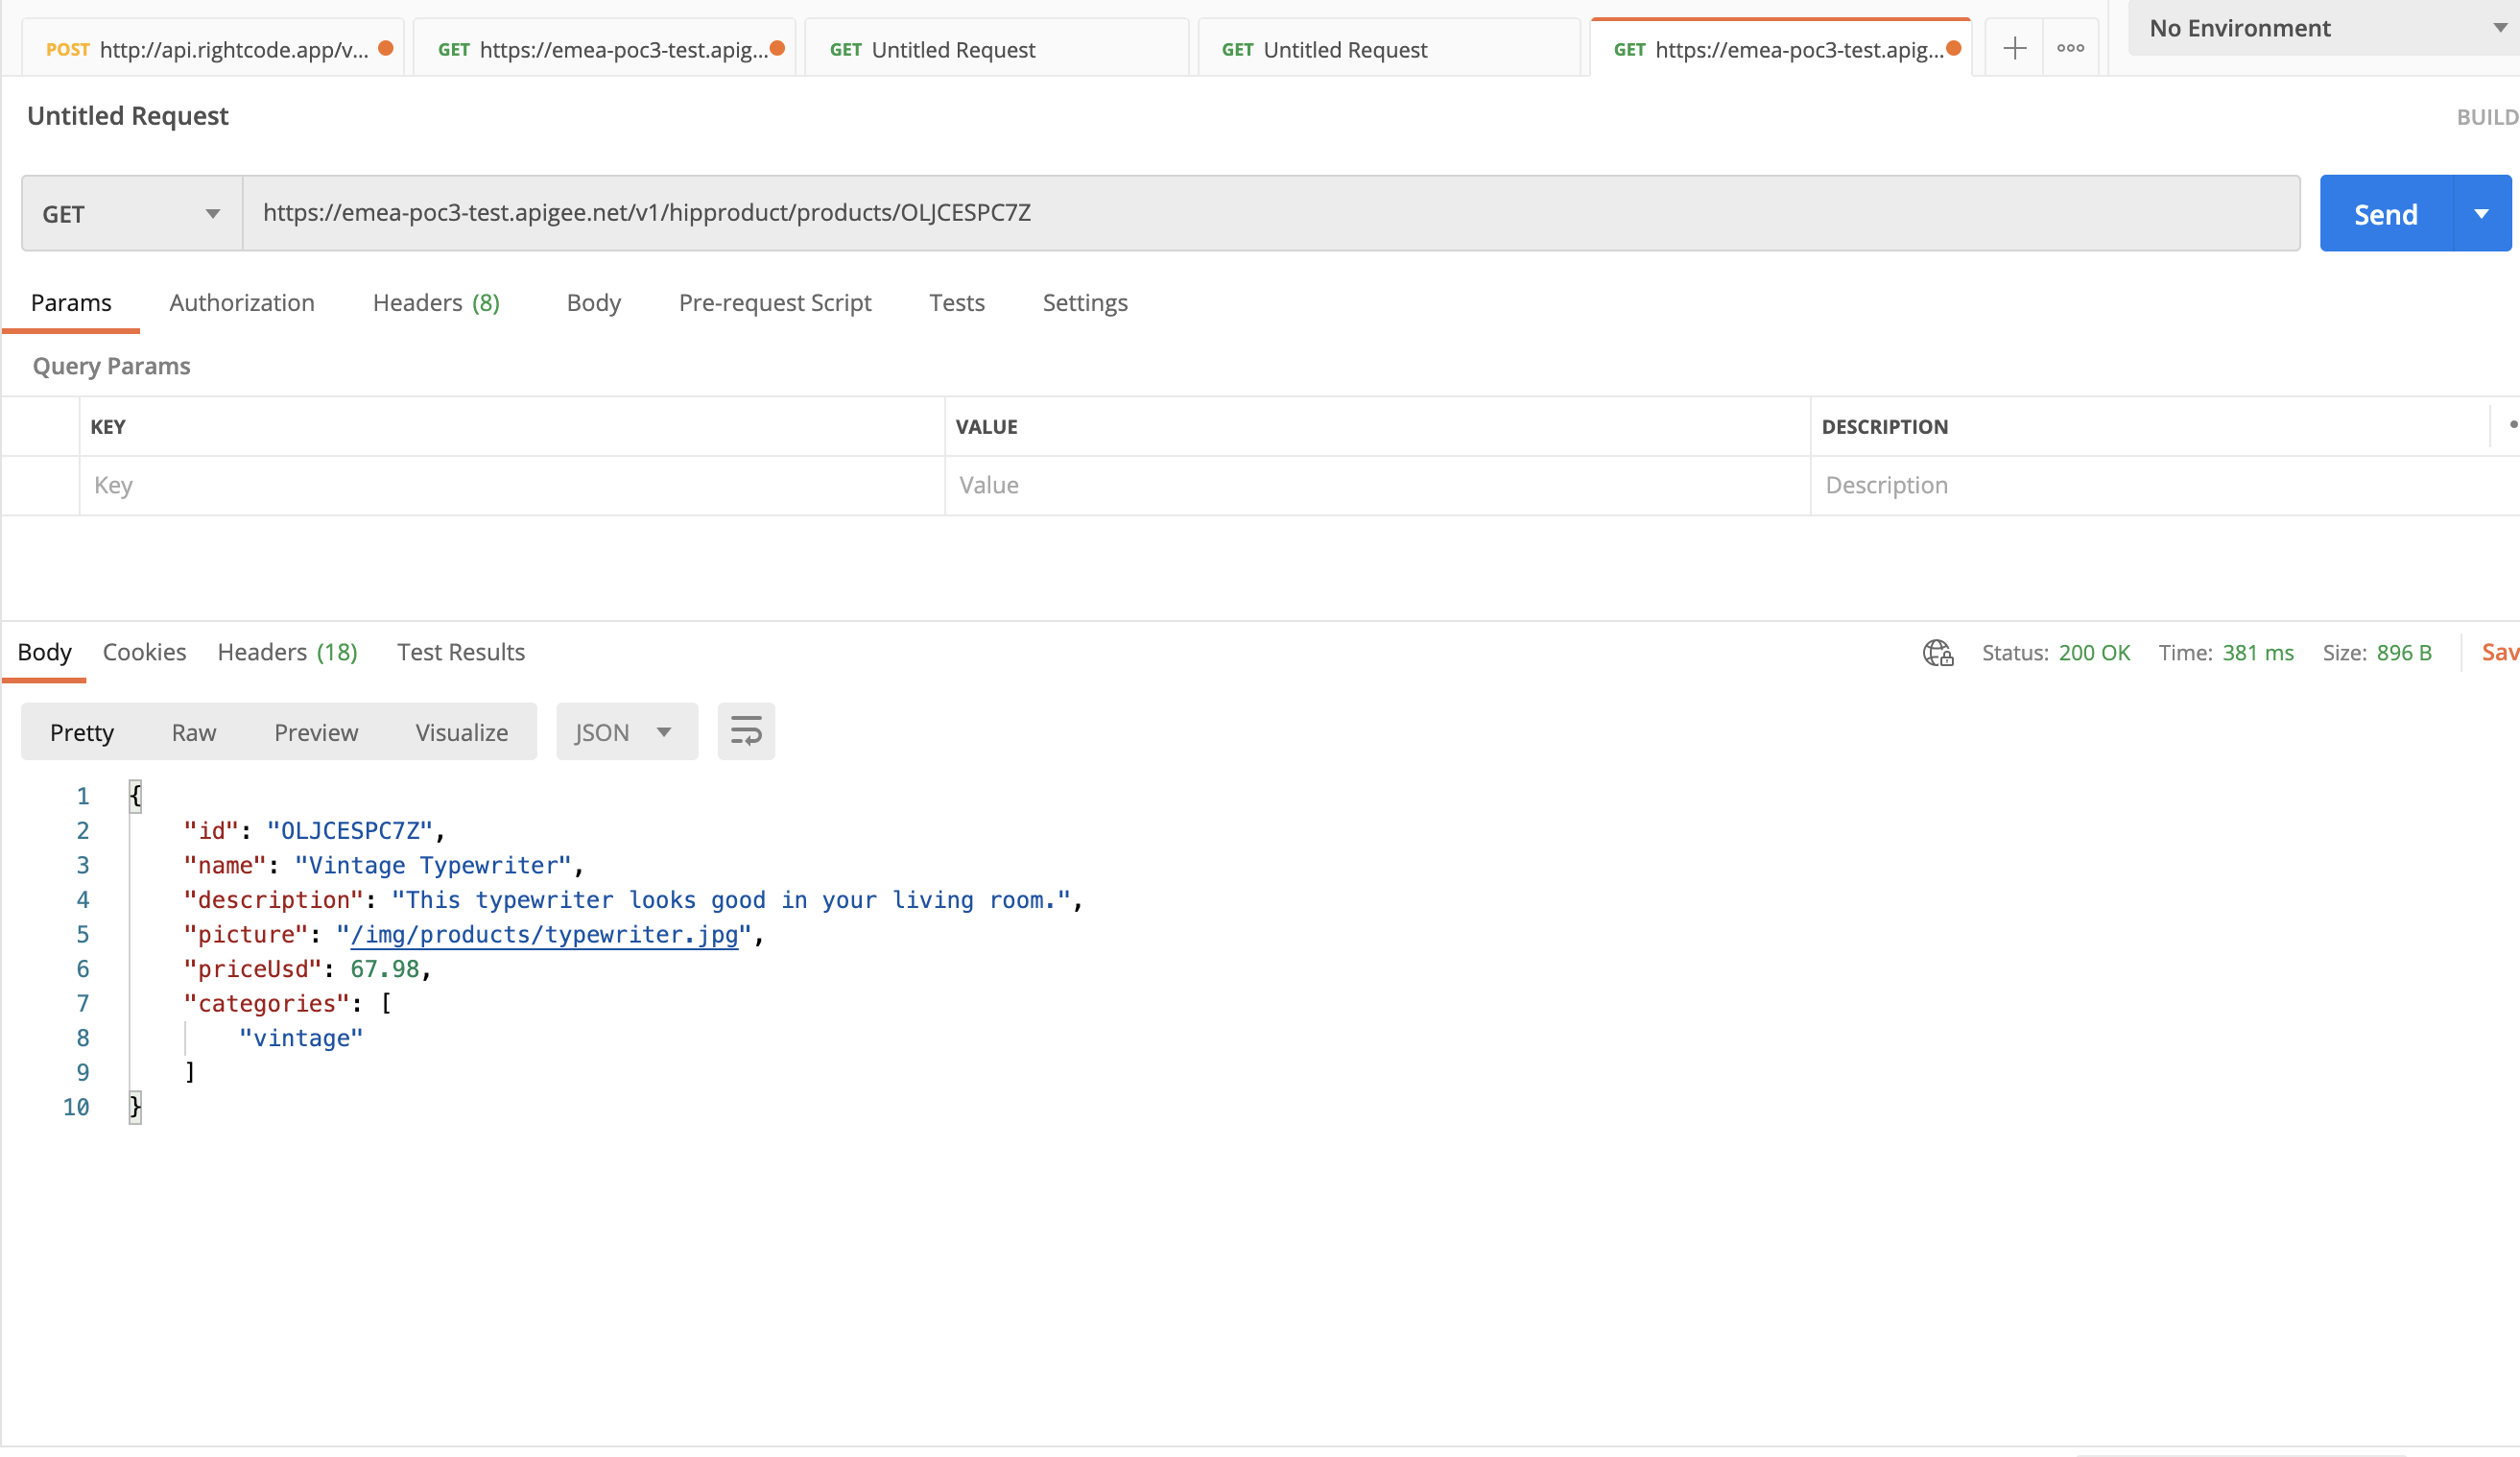 POST http://api.rightcode.app/v... GET https://emea-poc3-test.apig... GET Untitled Request GET Untitled Request GET https://emea-poc3-test.apig... No Environment
Untitled Request BUILD
GET https://emea-poc3-test.apigee.net/v1/hipproduct/products/OLJCESPC7Z Send
Params Authorization Headers (8) Body Pre-request Script Tests Settings
Query Params
KEY VALUE DESCRIPTION
Key Value Description
Body Cookies Headers (18) Test Results Status: 200 OK Time: 381 ms Size: 896 B Sav
Pretty Raw Preview Visualize JSON
1 {
2 "id": "OLJCESPC7Z",
3 "name": "Vintage Typewriter",
4 "description": "This typewriter looks good in your living room.",
5 "picture": "/img/products/typewriter.jpg",
6 "priceUsd": 67.98,
7 "categories": [
8 "vintage"
9 ]
10 }